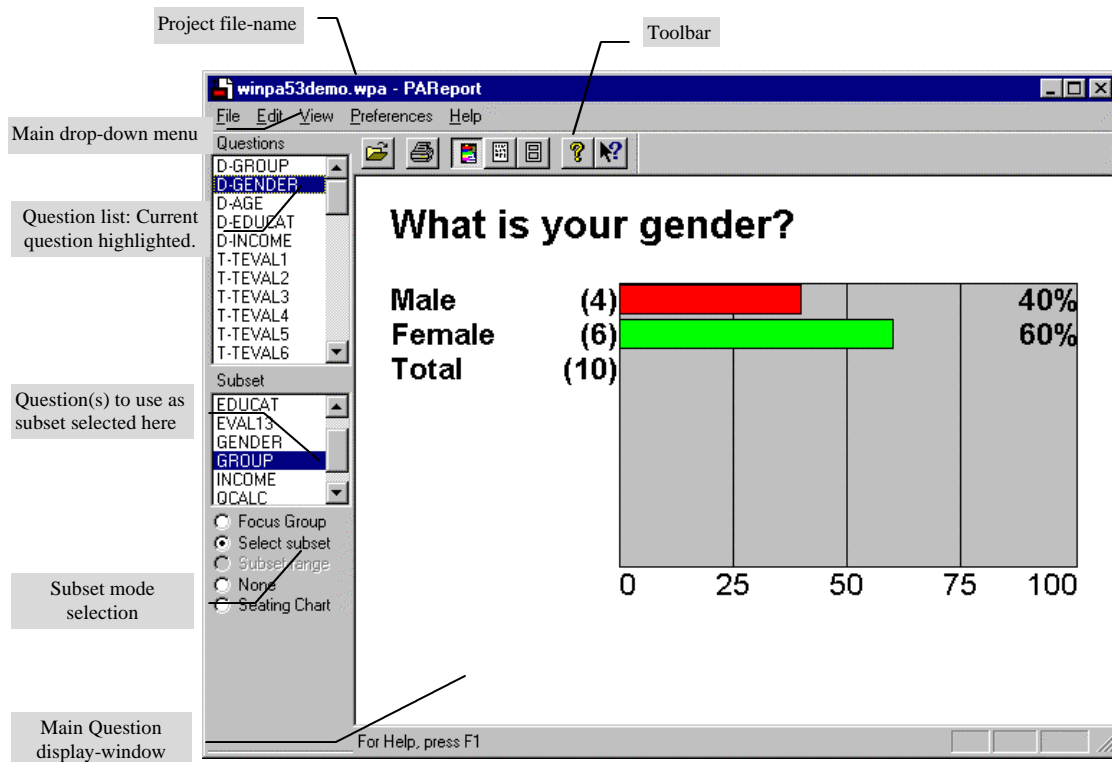 Project file-name
Toolbar
winpa53demo.wpa - PAReport
File Edit View Preferences Help
Main drop-down menu
Questions
D-GROUP
D-GENDER
D-AGE
D-EDUCAT
D-INCOME
T-TEVAL1
T-TEVAL2
T-TEVAL3
T-TEVAL4
T-TEVAL5
T-TEVAL6
Question list: Current
question highlighted.
What is your gender?
Male (4) 40%
Female (6) 60%
Total (10)
0 25 50 75 100
Subset
EDUCAT
EVAL13
GENDER
GROUP
INCOME
QCALC
Question(s) to use as
subset selected here
Focus Group
Select subset
Subset range
None
Seating Chart
Subset mode
selection
Main Question
display-window
For Help, press F1